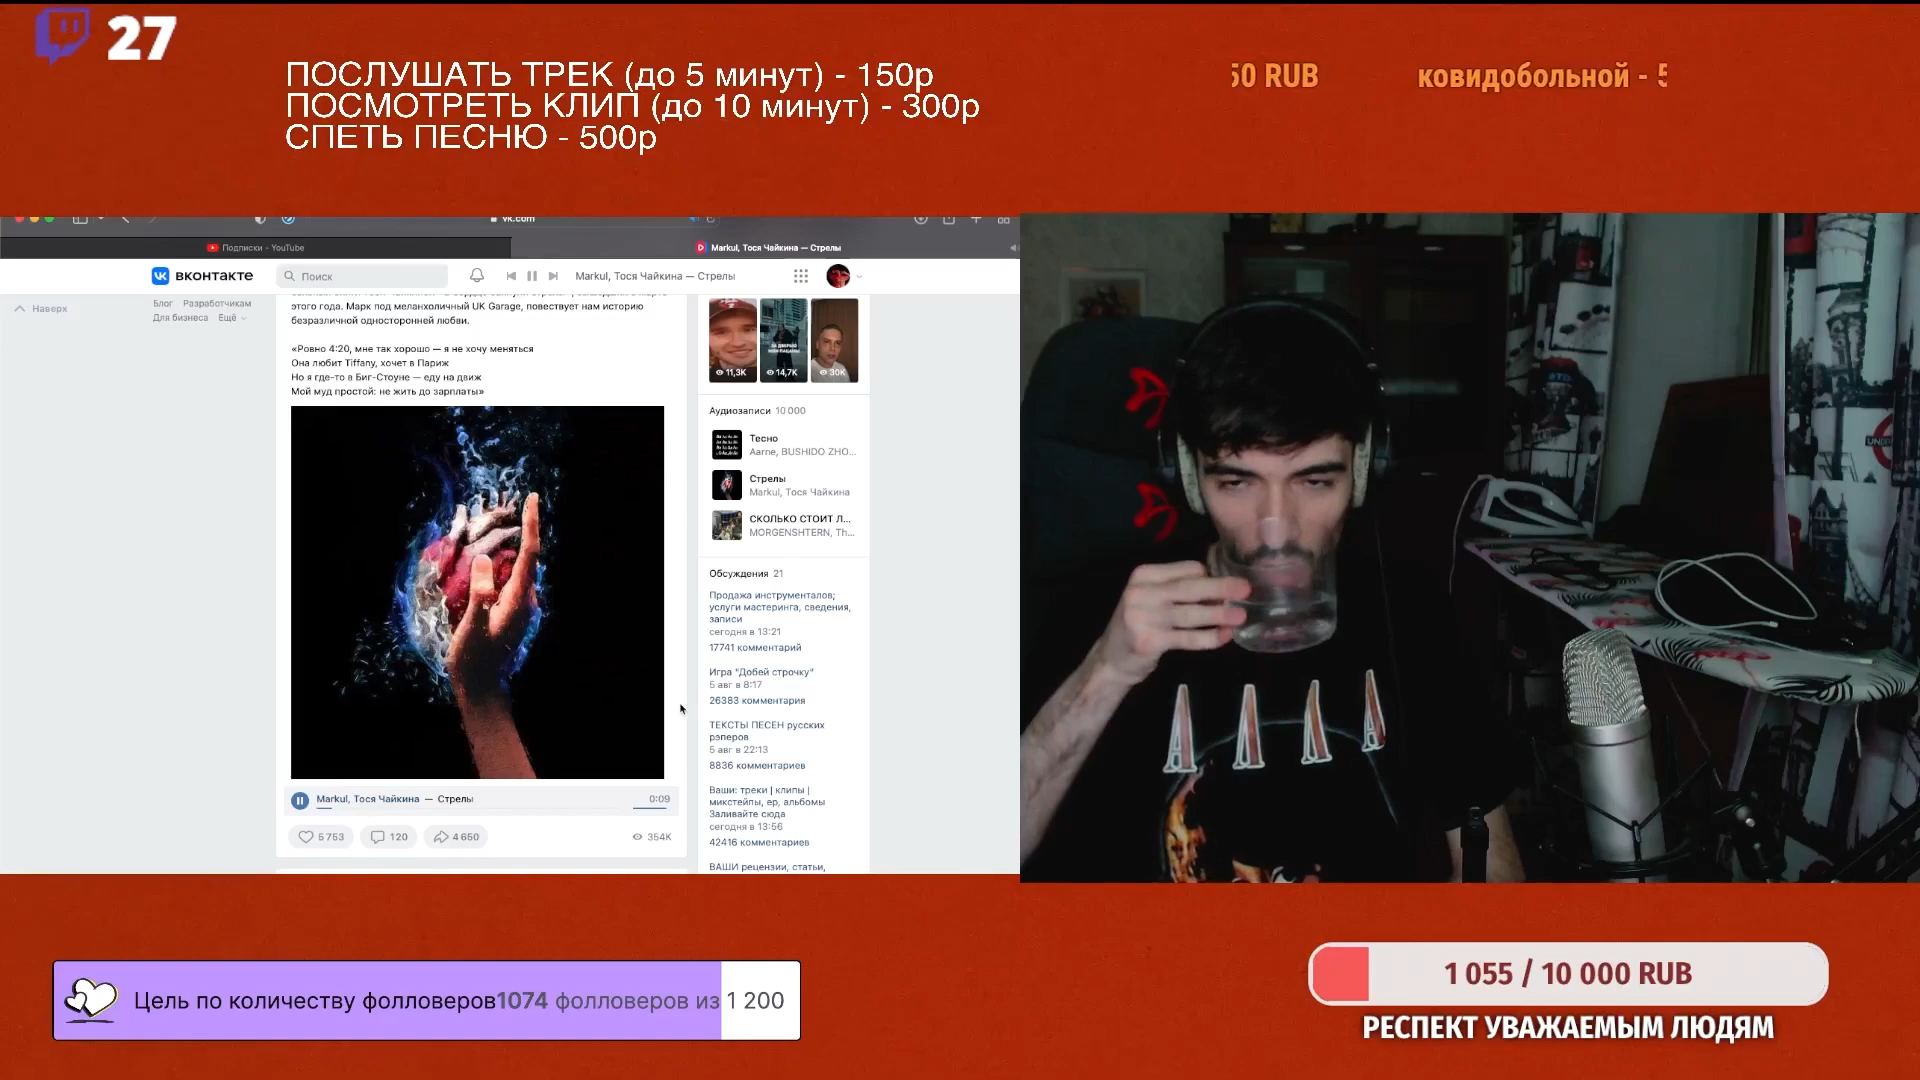 27
ПОСЛУШАТЬ ТРЕК (до 5 минут) - 150р
ПОСМОТРЕТЬ КЛИП (до 10 минут) - 300р
СПЕТЬ ПЕСНЮ - 500р
50 RUB
ковидобольной - 5
vk.com
Подписки - YouTube
Markul, Тося Чайкина — Стрелы
вконтакте
Поиск
Markul, Тося Чайкина — Стрелы
Наверх
Блог Разработчикам
Для бизнеса Ещё
этого года. Марк под меланхоличный UK Garage, повествует нам историю
безразличной односторонней любви.
«Ровно 4:20, мне так хорошо — я не хочу меняться
Она любит Tiffany, хочет в Париж
Но я где-то в Биг-Стоуне — еду на движ
Мой муд простой: не жить до зарплаты»
Markul, Тося Чайкина — Стрелы
0:09
5 753
120
4 650
354K
11,3K
14,7K
30K
Аудиозаписи 10 000
Тесно
Aarne, BUSHIDO ZHO...
Стрелы
Markul, Тося Чайкина
СКОЛЬКО СТОИТ Л...
MORGENSHTERN, Th...
Обсуждения 21
Продажа инструменталов;
услуги мастеринга, сведения,
записи
сегодня в 13:21
17741 комментарий
Игра "Добей строчку"
5 авг в 8:17
26383 комментария
ТЕКСТЫ ПЕСЕН русских
рэперов
5 авг в 22:13
8836 комментариев
Ваши: треки | клипы |
микстейпы, ер, альбомы
Заливайте сюда
сегодня в 13:56
42416 комментариев
ВАШИ рецензии, статьи,
Цель по количеству фолловеров1074 фолловеров из 1 200
1 055 / 10 000 RUB
РЕСПЕКТ УВАЖАЕМЫМ ЛЮДЯМ